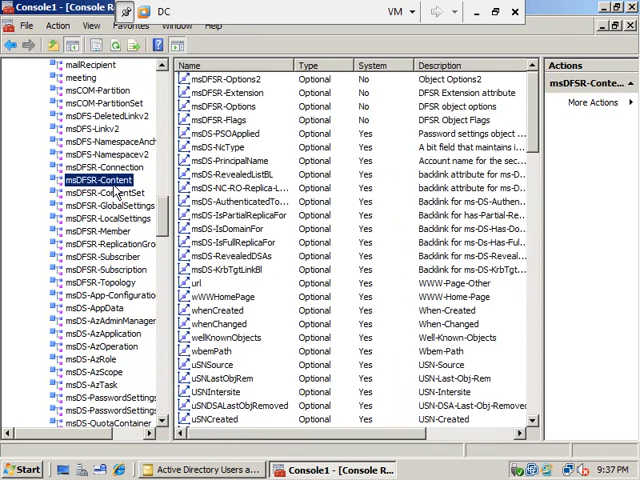 Console1 - [Console R
DC
VM
File Action View Favorites Window Help
mailRecipient
meeting
msCOM-Partition
msCOM-PartitionSet
msDFS-DeletedLinkv2
msDFS-Linkv2
msDFS-NamespaceAnch
msDFS-Namespacev2
msDFSR-Connection
msDFSR-Content
msDFSR-ContentSet
msDFSR-GlobalSettings
msDFSR-LocalSettings
msDFSR-Member
msDFSR-ReplicationGro
msDFSR-Subscriber
msDFSR-Subscription
msDFSR-Topology
msDS-App-Configuratio
msDS-AppData
msDS-AzAdminManager
msDS-AzApplication
msDS-AzOperation
msDS-AzRole
msDS-AzScope
msDS-AzTask
msDS-PasswordSettings
msDS-PasswordSettings
msDS-QuotaContainer
Name Type System Description
msDFSR-Options2 Optional No Object Options2
msDFSR-Extension Optional No DFSR Extension attribute
msDFSR-Options Optional No DFSR object options
msDFSR-Flags Optional No DFSR Object Flags
msDS-PSOApplied Optional Yes Password settings object
msDS-NcType Optional Yes A bit field that maintains i
msDS-PrincipalName Optional Yes Account name for the sec
msDS-RevealedListBL Optional Yes backlink attribute for ms-D
msDS-NC-RO-Replica-L... Optional Yes backlink attribute for ms-D
msDS-AuthenticatedTo... Optional Yes Backlink for ms-DS-Authe
msDS-IsPartialReplicaFor Optional Yes Backlink for has-Partial-Re
msDS-IsDomainFor Optional Yes Backlink for ms-Ds-Has-Do
msDS-IsFullReplicaFor Optional Yes Backlink for ms-Ds-Has-Fu
msDS-RevealedDSAs Optional Yes Backlink for ms-DS-Reveal
msDS-KrbTgtLinkBl Optional Yes Backlink for ms-DS-KrbTg
url Optional Yes WWW-Page-Other
wWWHomePage Optional Yes WWW-Home-Page
whenCreated Optional Yes When-Created
whenChanged Optional Yes When-Changed
wellKnownObjects Optional Yes Well-Known-Objects
wbemPath Optional Yes Wbem-Path
uSNSource Optional Yes USN-Source
uSNLastObjRem Optional Yes USN-Last-Obj-Rem
USNIntersite Optional Yes USN-Intersite
uSNDSALastObjRemoved Optional Yes USN-DSA-Last-Obj-Remov
uSNCreated Optional Yes USN-Created
Actions
msDFSR-Conte...
More Actions
Start
Active Directory Users a...
Console1 - [Console R...
9:37 PM